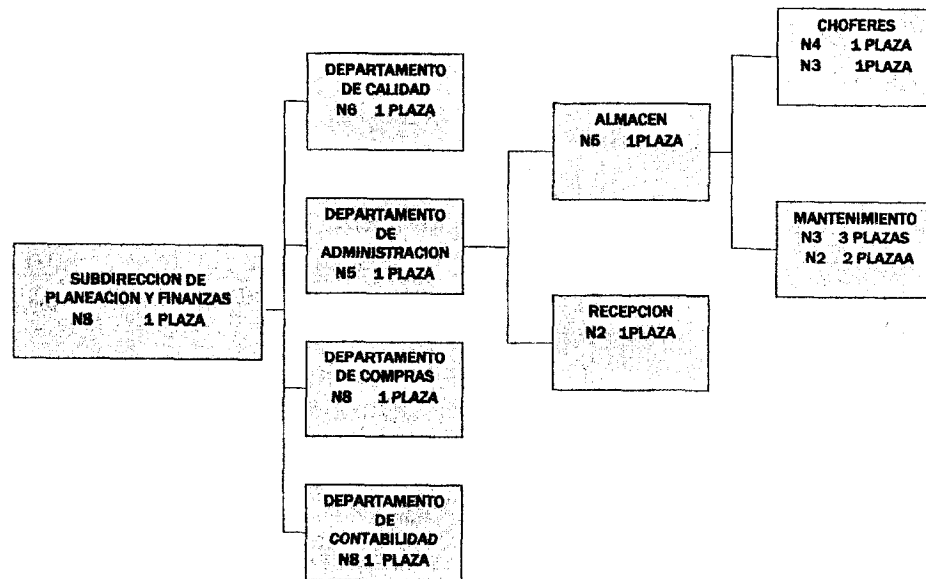 SUBDIRECCION DE
PLANEACION Y FINANZAS
N8 1 PLAZA
DEPARTAMENTO
DE CALIDAD
N6 1 PLAZA
DEPARTAMENTO
DE
ADMINISTRACION
N5 1 PLAZA
DEPARTAMENTO
DE COMPRAS
N8 1 PLAZA
DEPARTAMENTO
DE
CONTABILIDAD
N8 1 PLAZA
ALMACEN
N5 1PLAZA
RECEPCION
N2 1PLAZA
CHOFERES
N4 1 PLAZA
N3 1PLAZA
MANTENIMIENTO
N3 3 PLAZAS
N2 2 PLAZAA